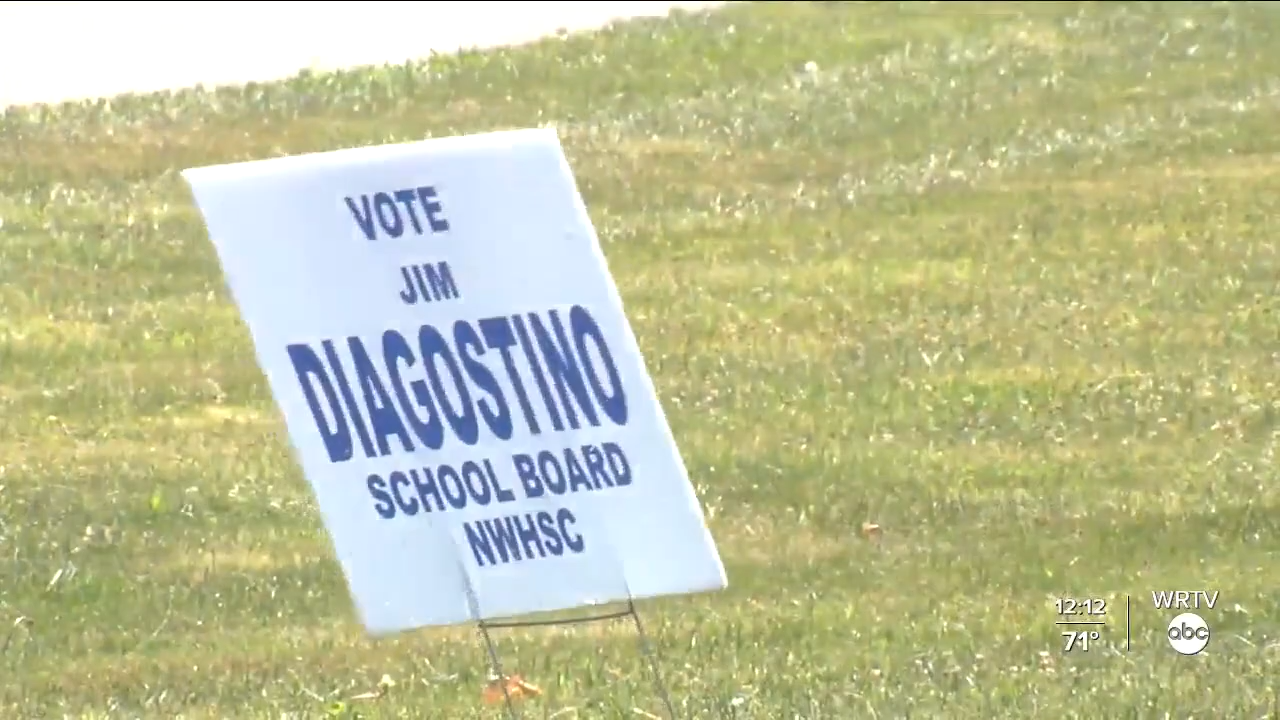 VOTE
JIM
DIAGOSTINO
SCHOOL BOARD
NWHSC
12:12
71°
WRTV
abc